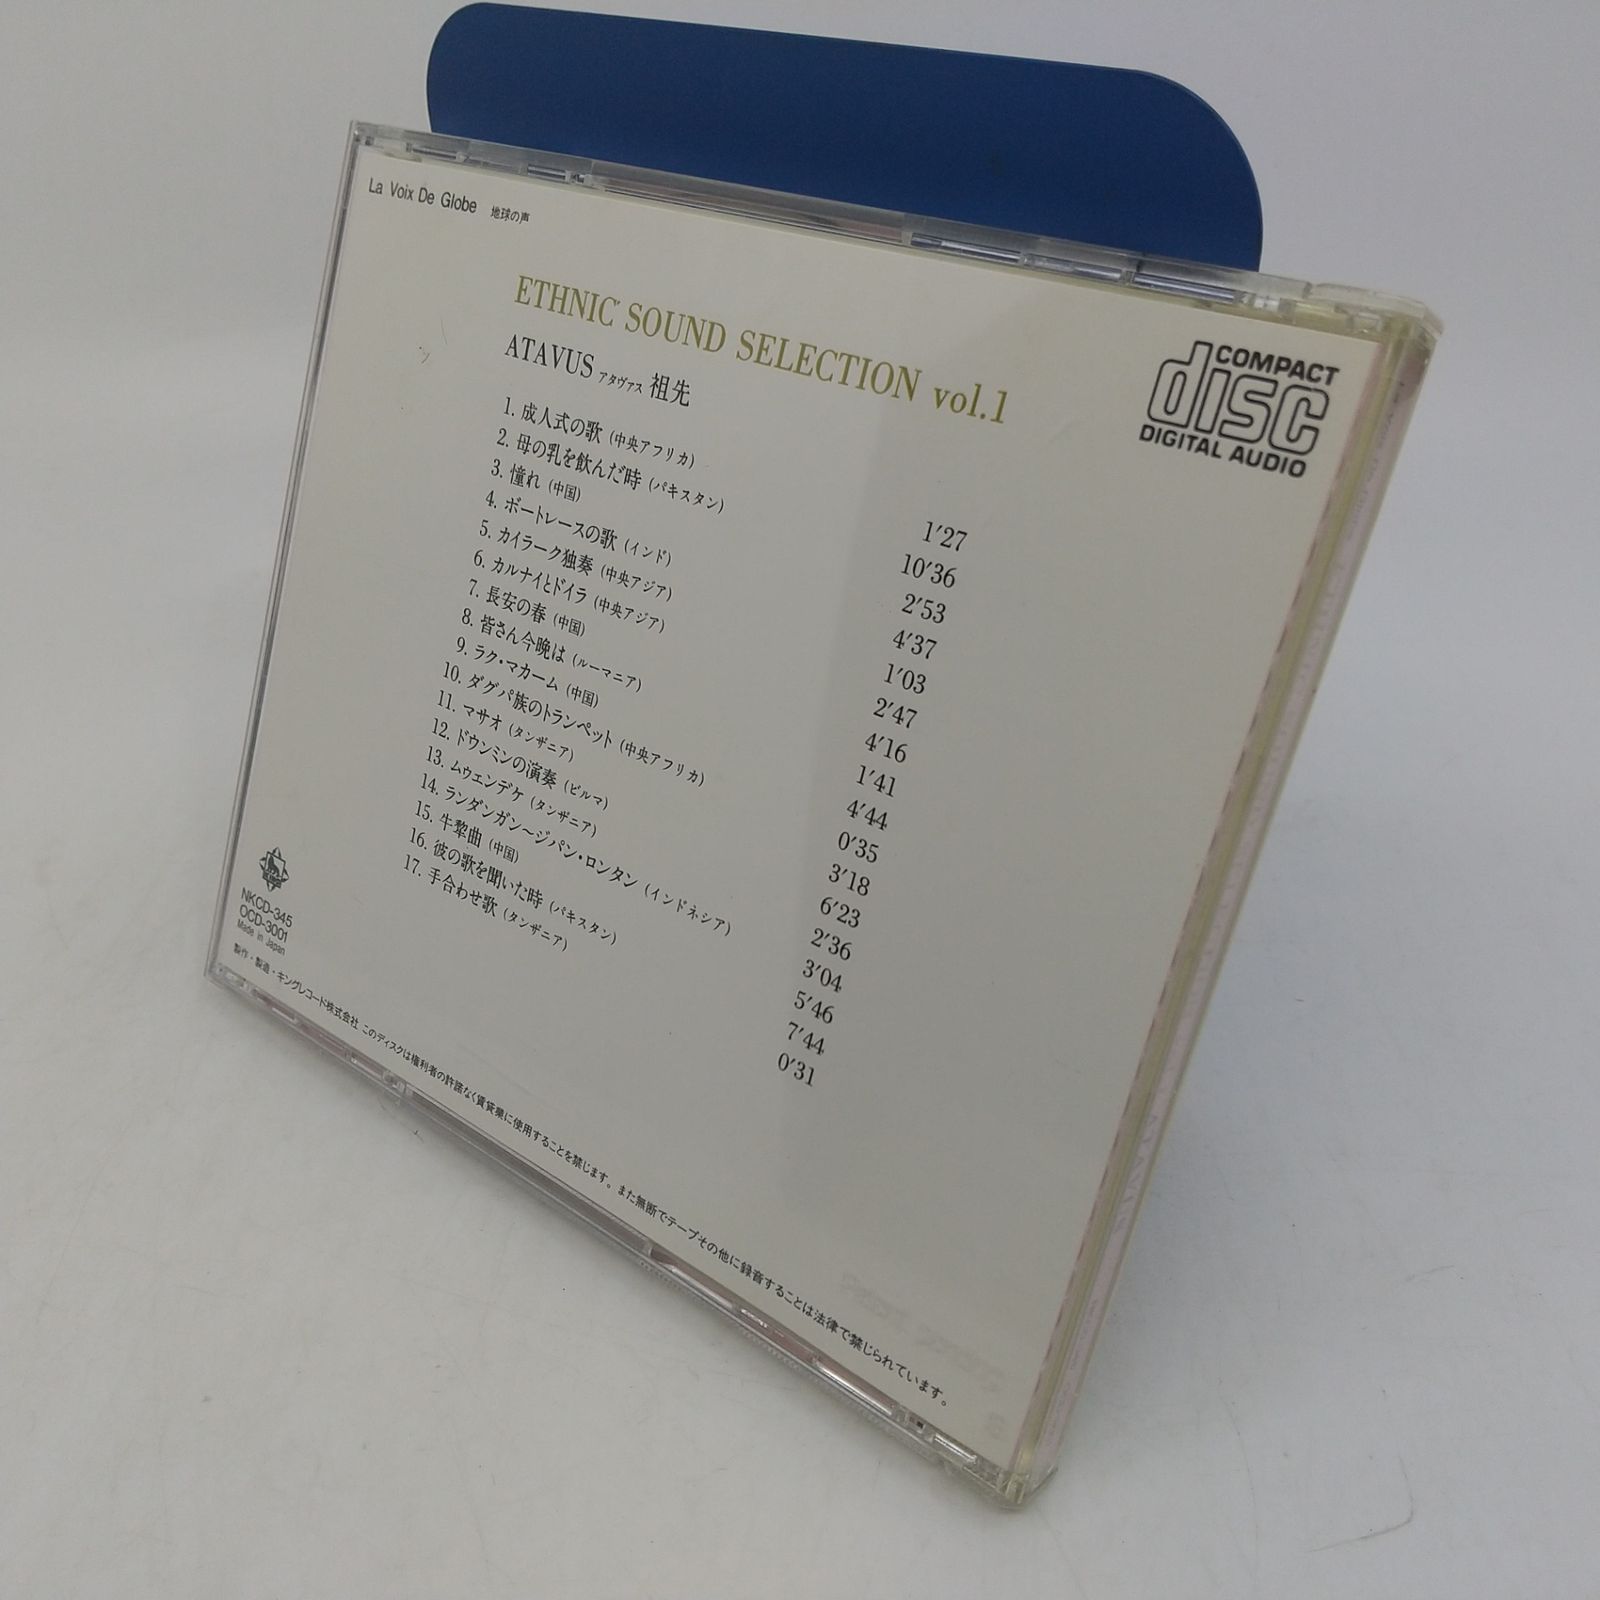 La Voix De Globe 地球の声
ETHNIC SOUND SELECTION vol.1
ATAVUS アタヴァス 祖先
COMPACT
disc
DIGITAL AUDIO
1. 成人式の歌 (中央アフリカ) 1'27
2. 母の乳を飲んだ時 (パキスタン) 10'36
3. 憧れ (中国) 2'53
4. ボートレースの歌 (インド) 4'37
5. カイラーク独奏 (中央アジア) 1'03
6. カルナイとドイラ (中央アジア) 2'47
7. 長安の春 (中国) 4'16
8. 皆さん今晩は (ルーマニア) 1'41
9. ラク・マカーム (中国) 4'44
10. ダグパ族のトランペット (中央アフリカ) 0'35
11. マサオ (タンザニア) 3'18
12. ドウンミンの演奏 (ビルマ) 6'23
13. ムウェンデケ (タンザニア) 2'36
14. ランダンガン〜ジパン・ロンタン (インドネシア) 3'04
15. 牛犂曲 (中国) 5'46
16. 彼の歌を聞いた時 (パキスタン) 7'44
17. 手合わせ歌 (タンザニア) 0'31
NKCD-345
OCD-3001
Made in Japan
製作・製造・キングレコード株式会社 このディスクは権利者の許諾なく賃貸業に使用することを禁じます。また無断でテープその他に録音することは法律で禁じられています。